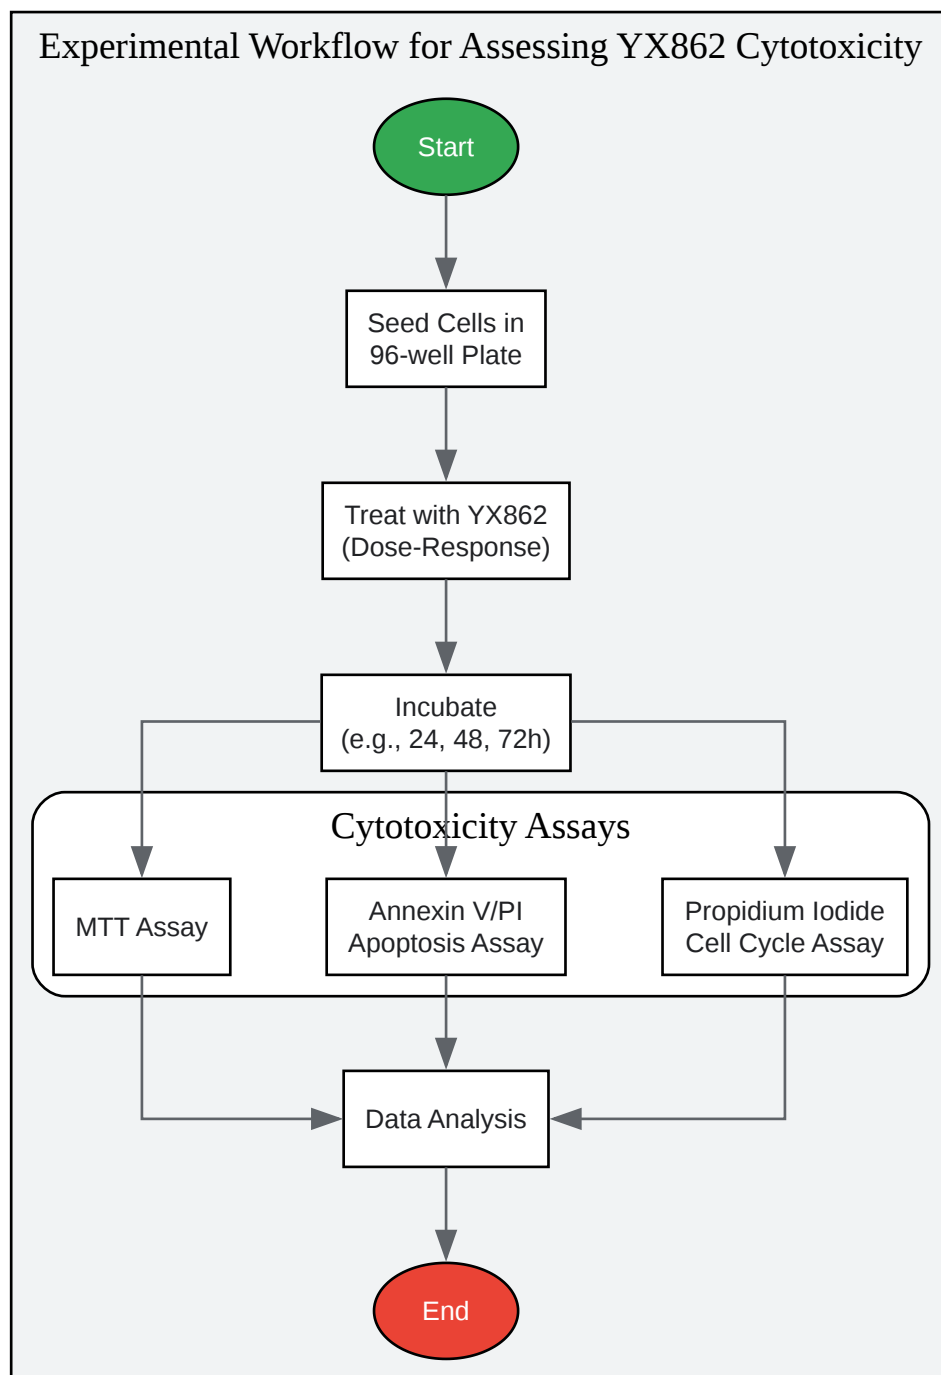 Experimental Workflow for Assessing YX862 Cytotoxicity
Start
Seed Cells in
96-well Plate
Treat with YX862
(Dose-Response)
Incubate
(e.g., 24, 48, 72h)
Cytotoxicity Assays
MTT Assay
Annexin V/PI
Apoptosis Assay
Propidium Iodide
Cell Cycle Assay
Data Analysis
End